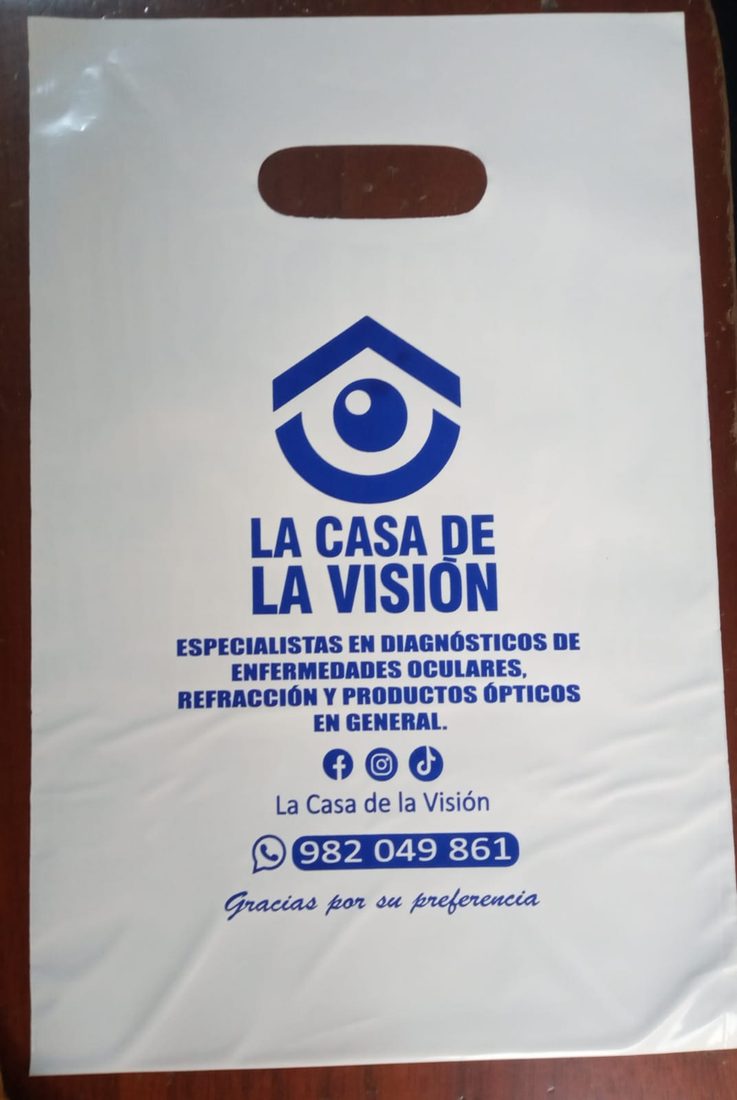 LA CASA DE
LA VISIÒN
ESPECIALISTAS EN DIAGNÓSTICOS DE
ENFERMEDADES OCULARES,
REFRACCIÓN Y PRODUCTOS ÓPTICOS
EN GENERAL.
La Casa de la Visión
982 049 861
Gracias por su preferencia